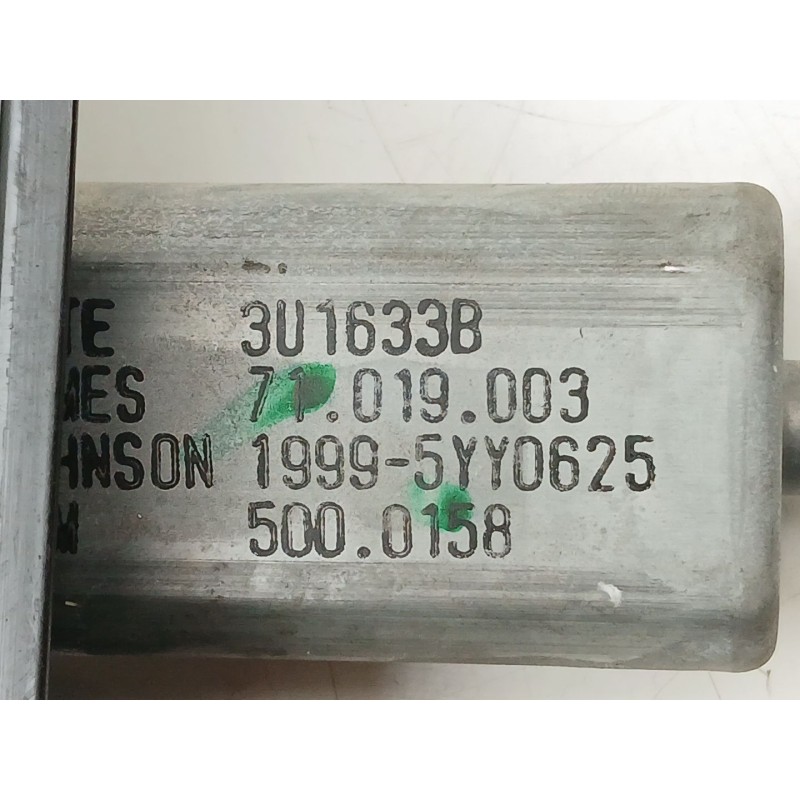 TE 3U1633B
MES 71.019.003
HNSON 1999-5YY0625
M 500.0158